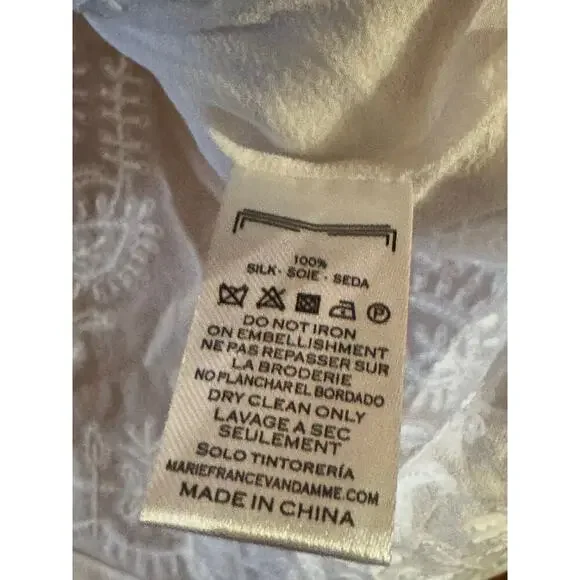 100%
SILK · SOIE · SEDA
P
DO NOT IRON
ON EMBELLISHMENT
NE PAS REPASSER SUR
LA BRODERIE
NO PLANCHAR EL BORDADO
DRY CLEAN ONLY
LAVAGE A SEC
SEULEMENT
SOLO TINTORERÍA
MARIEFRANCEVANDAMME.COM
MADE IN CHINA